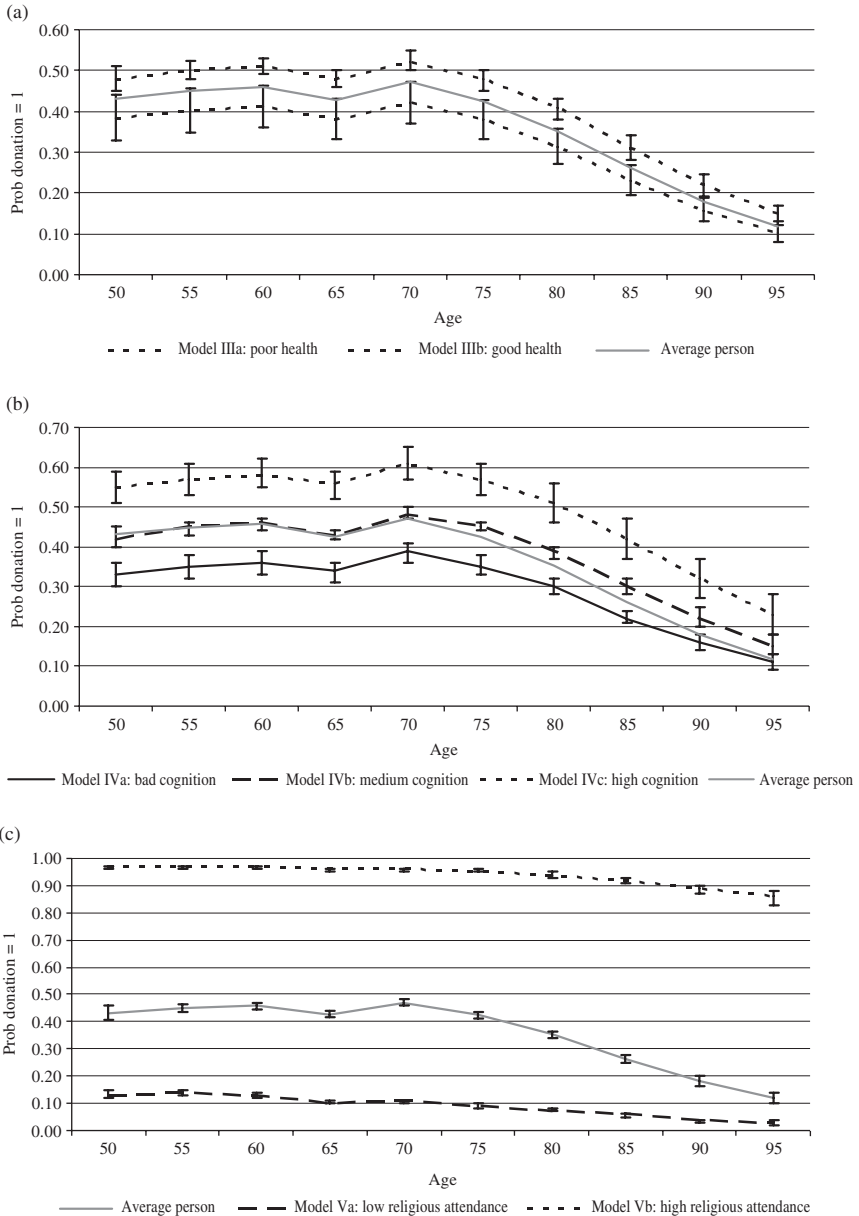 (a)
0.60
0.50
0.40
0.30
0.20
0.10
0.00
Prob donation = 1
50 55 60 65 70 75 80 85 90 95
Age
Model IIIa: poor health Model IIIb: good health Average person
(b)
0.70
0.60
0.50
0.40
0.30
0.20
0.10
0.00
Prob donation = 1
50 55 60 65 70 75 80 85 90 95
Age
Model IVa: bad cognition Model IVb: medium cognition Model IVc: high cognition Average person
(c)
1.00
0.90
0.80
0.70
0.60
0.50
0.40
0.30
0.20
0.10
0.00
Prob donation = 1
50 55 60 65 70 75 80 85 90 95
Age
Average person Model Va: low religious attendance Model Vb: high religious attendance